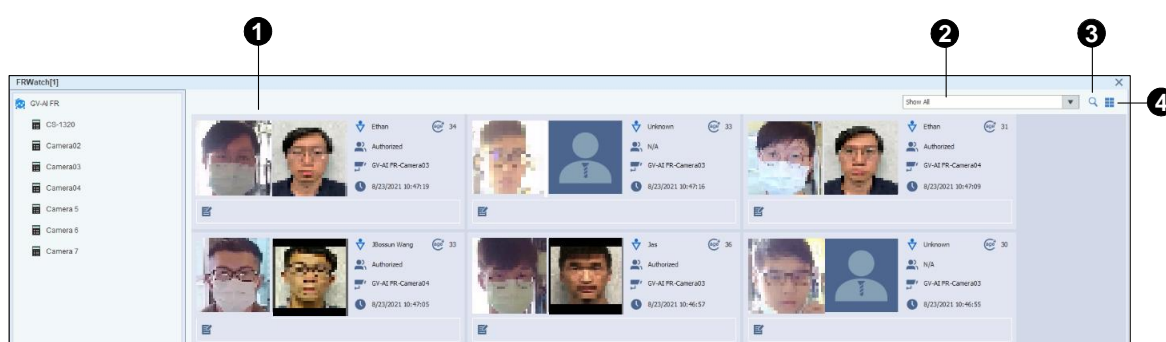 1
2
3
FRWatch[1]
GV-AI FR
Show All
4
CS-1320
Camera02
Camera03
Camera04
Camera 5
Camera 6
Camera 7
Ethan
34
Authorized
GV-AI FR-Camera03
8/23/2021 10:47:19
Unknown
33
N/A
GV-AI FR-Camera03
8/23/2021 10:47:16
Ethan
31
Authorized
GV-AI FR-Camera04
8/23/2021 10:47:09
JBossun Wang
33
Authorized
GV-AI FR-Camera04
8/23/2021 10:47:05
Jas
36
Authorized
GV-AI FR-Camera03
8/23/2021 10:46:57
Unknown
30
N/A
GV-AI FR-Camera03
8/23/2021 10:46:55